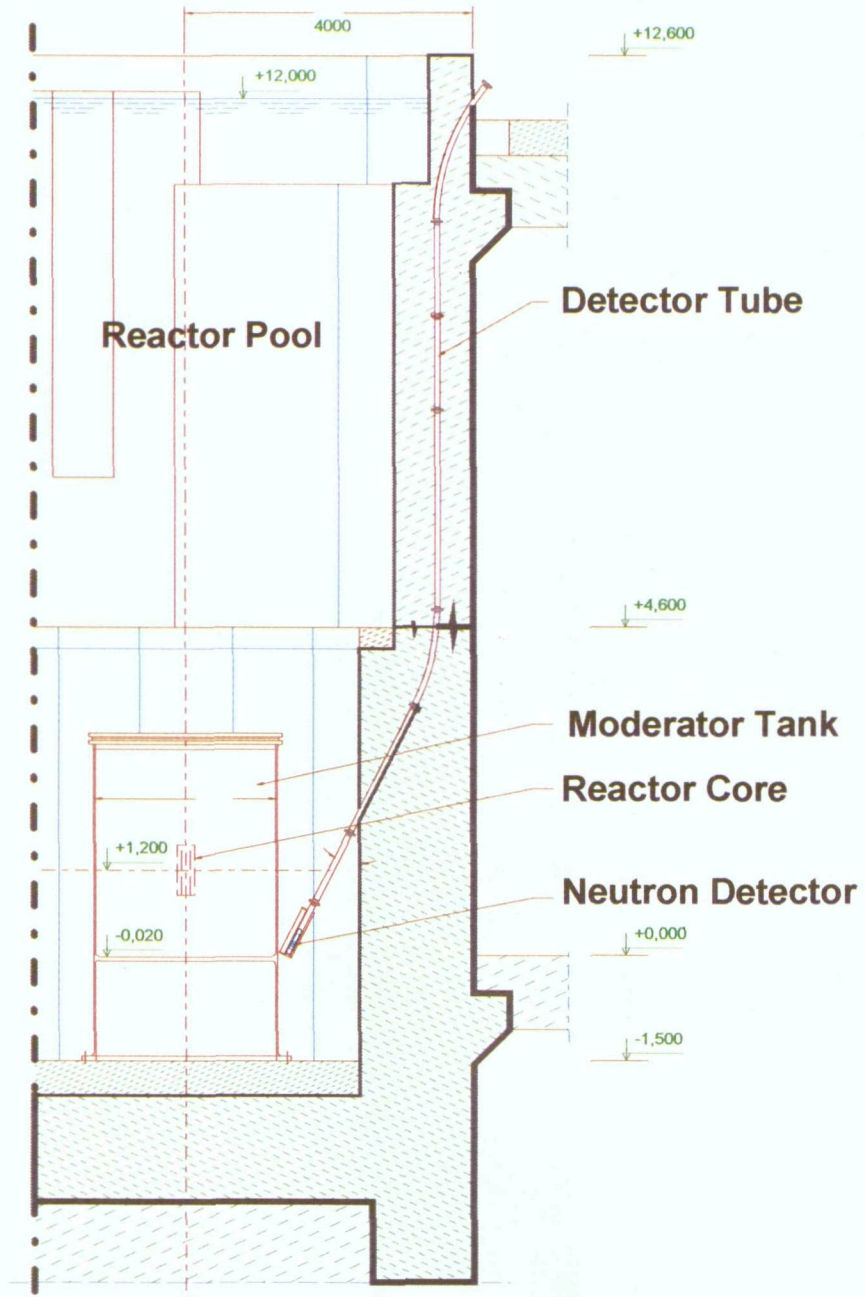 4000
+12,600
+12,000
Detector Tube
Reactor Pool
+4,600
Moderator Tank
Reactor Core
+1,200
Neutron Detector
-0,020
+0,000
-1,500